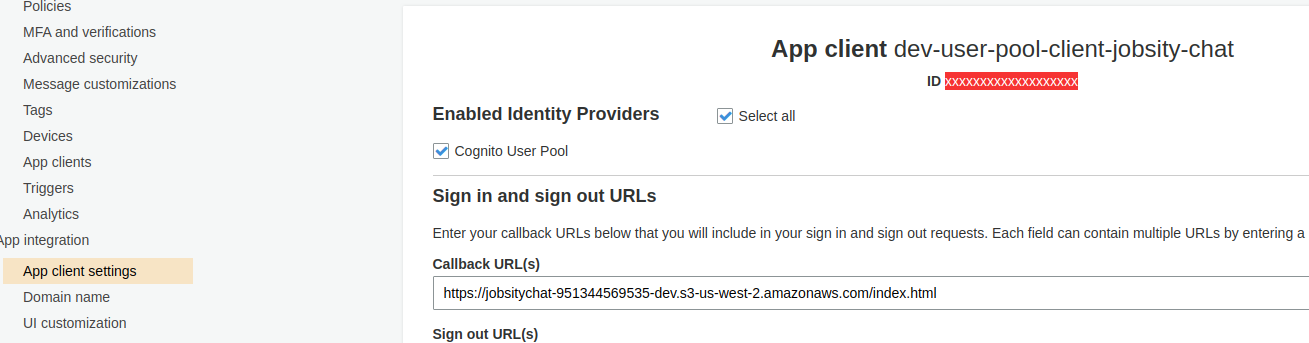 Policies
MFA and verifications
Advanced security
Message customizations
Tags
Devices
App clients
Triggers
Analytics
App integration
App client settings
Domain name
UI customization
App client dev-user-pool-client-jobsity-chat
ID xxxxxxxxxxxxxxxxxxx
Enabled Identity Providers Select all
Cognito User Pool
Sign in and sign out URLs
Enter your callback URLs below that you will include in your sign in and sign out requests. Each field can contain multiple URLs by entering a
Callback URL(s)
https://jobsitychat-951344569535-dev.s3-us-west-2.amazonaws.com/index.html
Sign out URL(s)